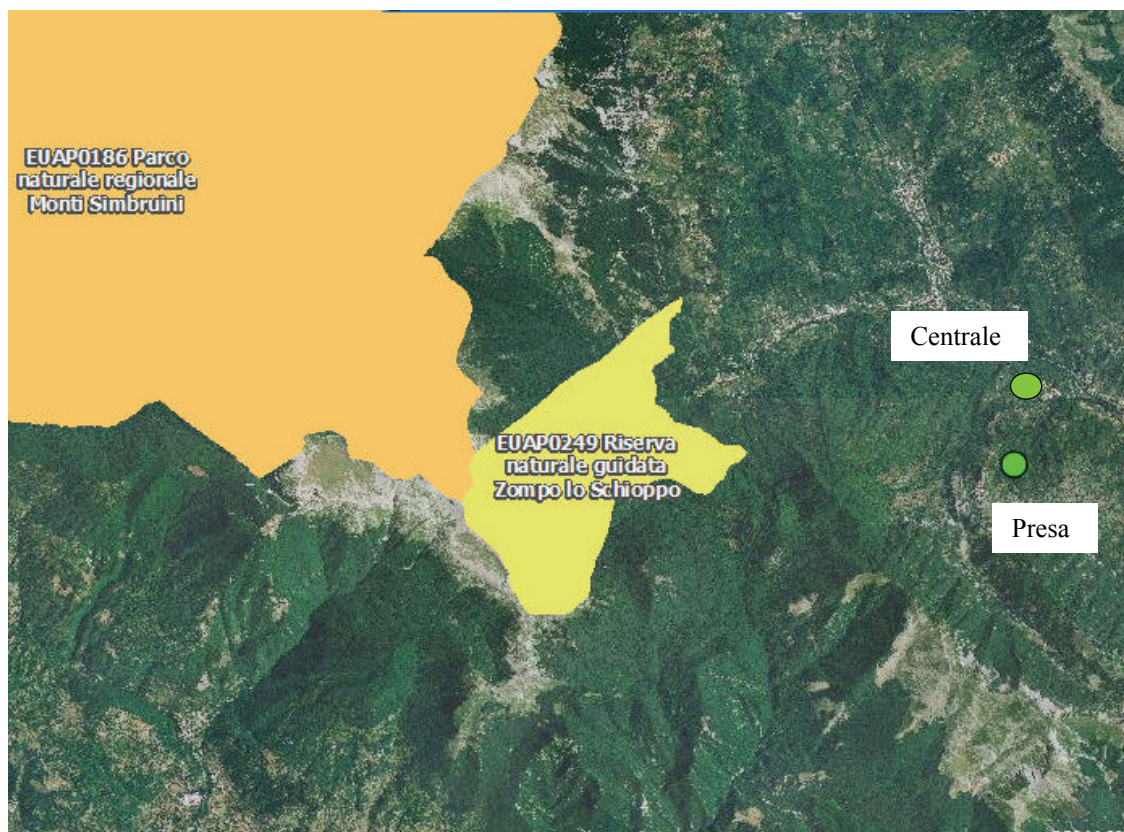 EUAP0186 Parco
naturale regionale
Monti Simbruini
Centrale
EUAP0249 Riserva
naturale guidata
Zompo lo Schioppo
Presa